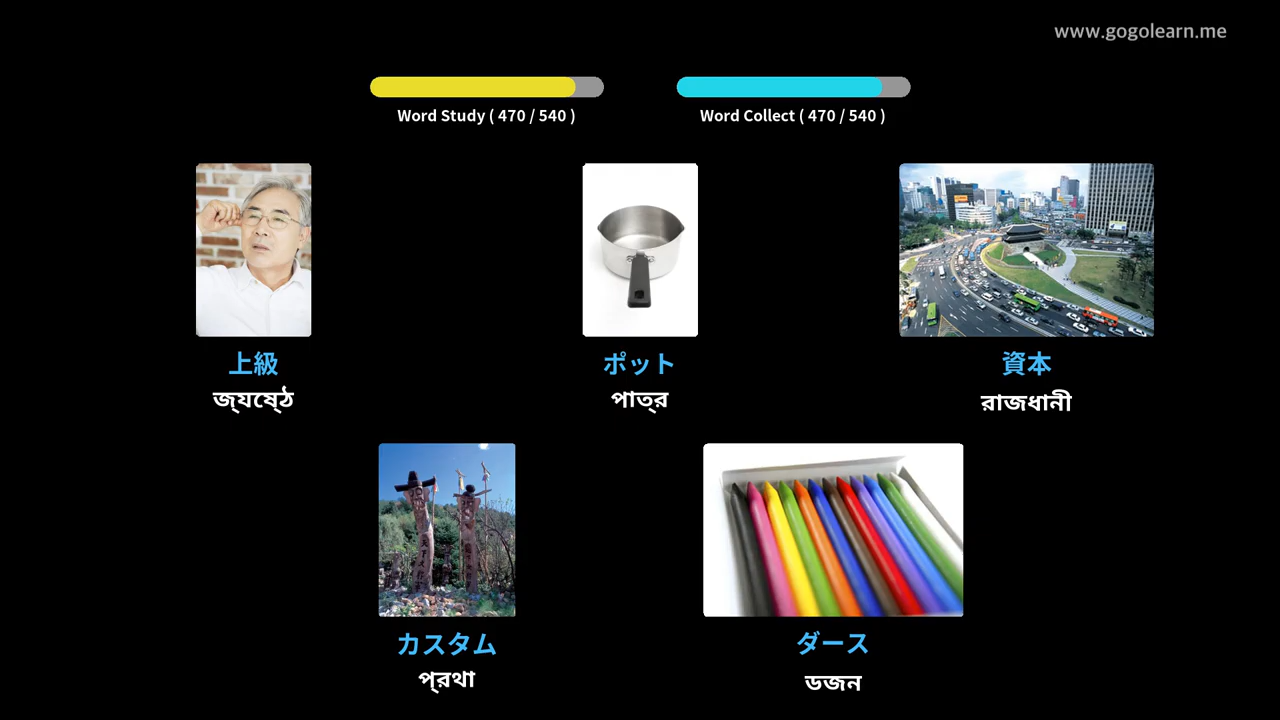 www.gogolearn.me
Word Study ( 470 / 540 )
Word Collect ( 470 / 540 )
上級
জ্যেষ্ঠ
ポット
পাত্র
資本
রাজধানী
カスタム
প্রথা
ダース
ডজন